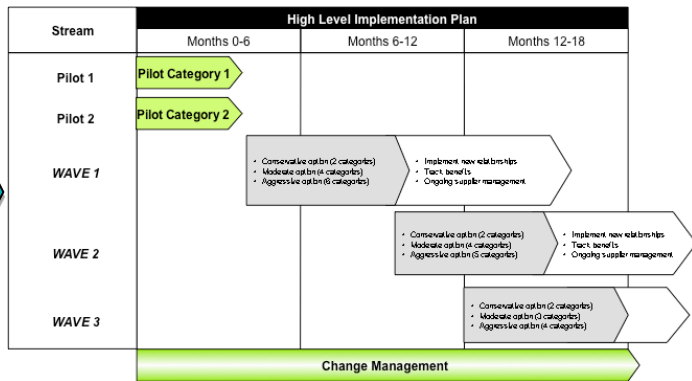 High Level Implementation Plan
Stream
Months 0-6
Months 6-12
Months 12-18
Pilot 1
Pilot Category 1
Pilot 2
Pilot Category 2
WAVE 1
• Conservative option (2 categories)
• Moderate option (4 categories)
• Aggressive option (6 categories)
• Implement new relationships
• Track benefits
• Ongoing supplier management
WAVE 2
• Conservative option (2 categories)
• Moderate option (4 categories)
• Aggressive option (5 categories)
• Implement new relationships
• Track benefits
• Ongoing supplier management
WAVE 3
• Conservative option (2 categories)
• Moderate option (3 categories)
• Aggressive option (4 categories)
Change Management